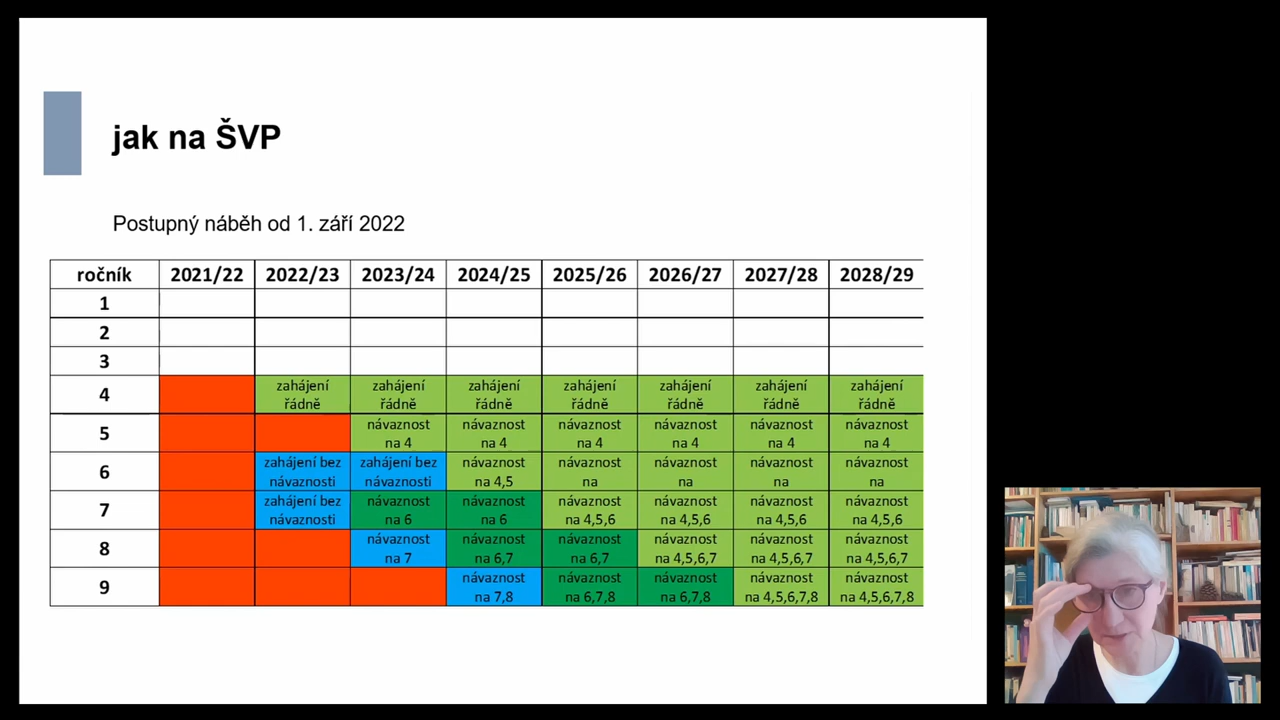 jak na ŠVP
Postupný náběh od 1. září 2022
ročník 2021/22 2022/23 2023/24 2024/25 2025/26 2026/27 2027/28 2028/29
1
2
3
4 zahájení řádně zahájení řádně zahájení řádně zahájení řádně zahájení řádně zahájení řádně zahájení řádně
5 návaznost na 4 návaznost na 4 návaznost na 4 návaznost na 4 návaznost na 4 návaznost na 4
6 zahájení bez návaznosti zahájení bez návaznosti návaznost na 4,5 návaznost na návaznost na návaznost na návaznost na
7 zahájení bez návaznosti návaznost na 6 návaznost na 6 návaznost na 4,5,6 návaznost na 4,5,6 návaznost na 4,5,6 návaznost na 4,5,6
8 návaznost na 7 návaznost na 6,7 návaznost na 6,7 návaznost na 4,5,6,7 návaznost na 4,5,6,7 návaznost na 4,5,6,7
9 návaznost na 7,8 návaznost na 6,7,8 návaznost na 6,7,8 návaznost na 4,5,6,7,8 návaznost na 4,5,6,7,8